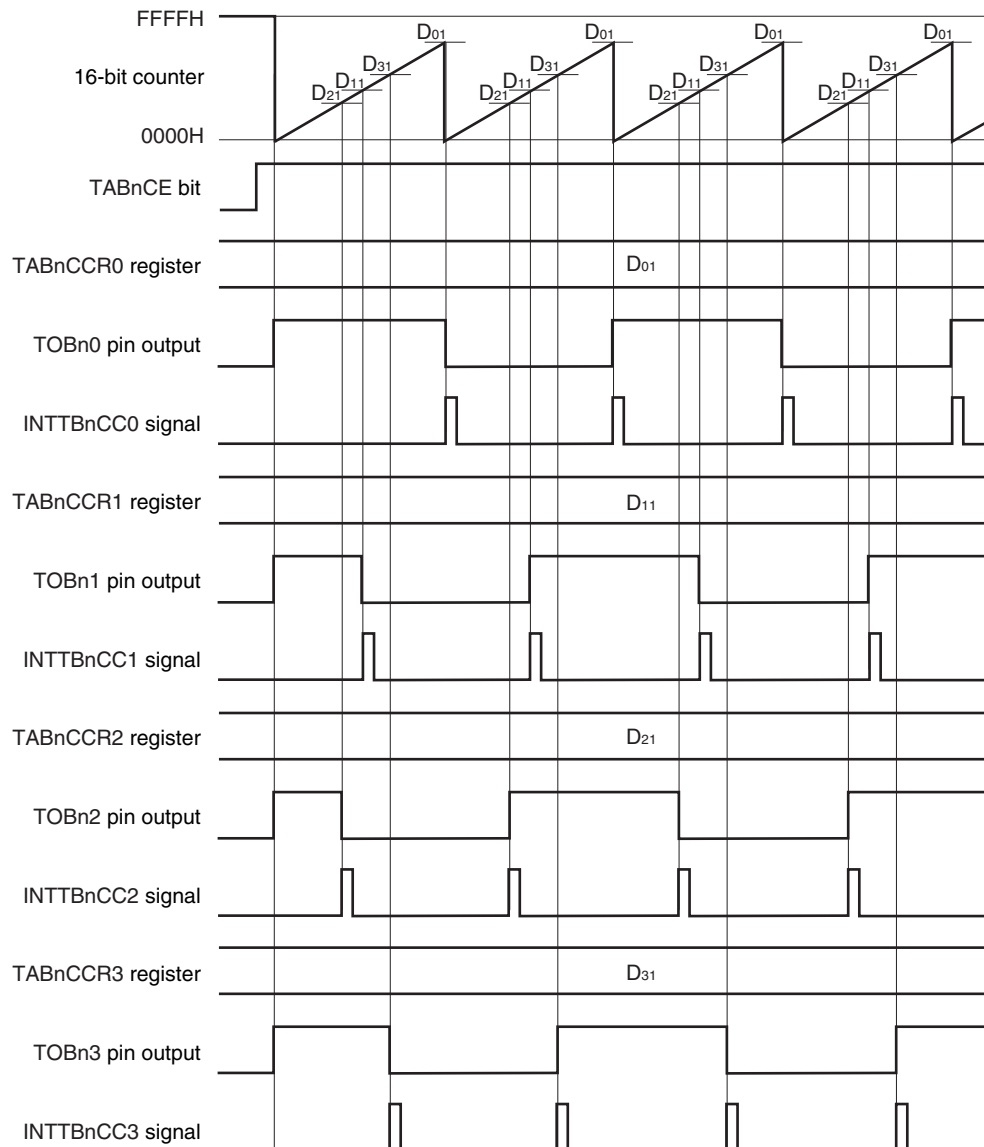 FFFFH
D01 D01 D01 D01
16-bit counter
D31 D31 D31 D31
D11 D11 D11 D11
D21 D21 D21 D21
0000H
TABnCE bit
TABnCCR0 register
D01
TOBn0 pin output
INTTBnCC0 signal
TABnCCR1 register
D11
TOBn1 pin output
INTTBnCC1 signal
TABnCCR2 register
D21
TOBn2 pin output
INTTBnCC2 signal
TABnCCR3 register
D31
TOBn3 pin output
INTTBnCC3 signal